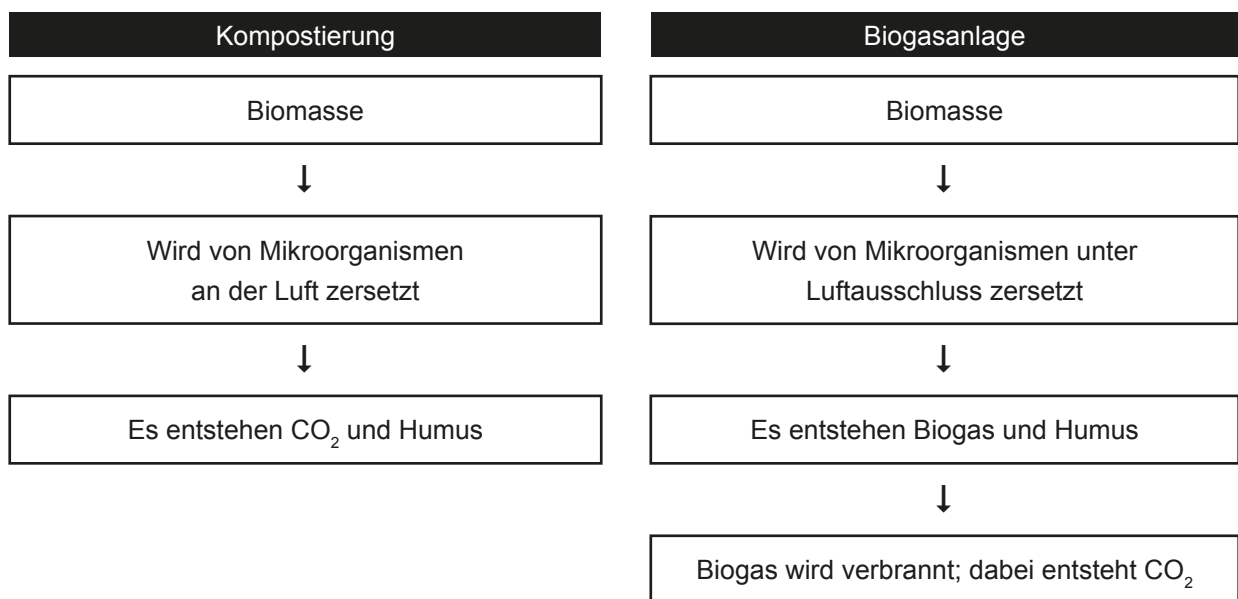 Kompostierung
Biomasse
Wird von Mikroorganismen
an der Luft zersetzt
Es entstehen CO₂ und Humus
Biogasanlage
Biomasse
Wird von Mikroorganismen unter
Luftausschluss zersetzt
Es entstehen Biogas und Humus
Biogas wird verbrannt; dabei entsteht CO₂